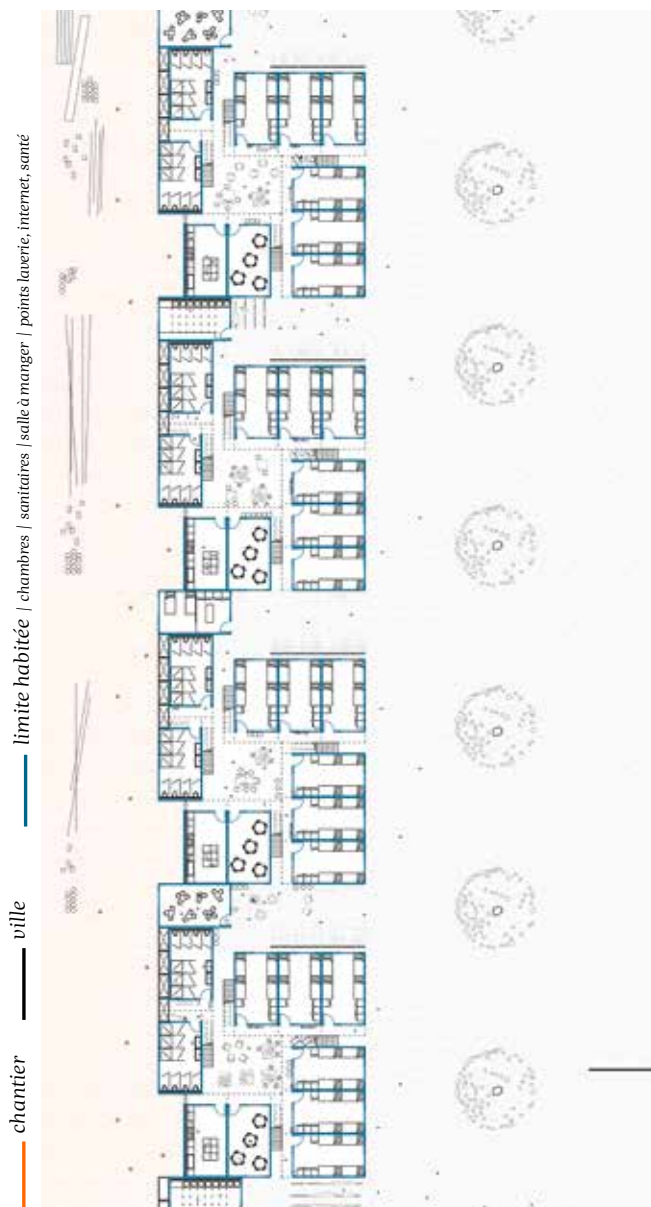 chantier
ville
limite habitée | chambres | sanitaires | salle à manger | points laverie, internet, santé